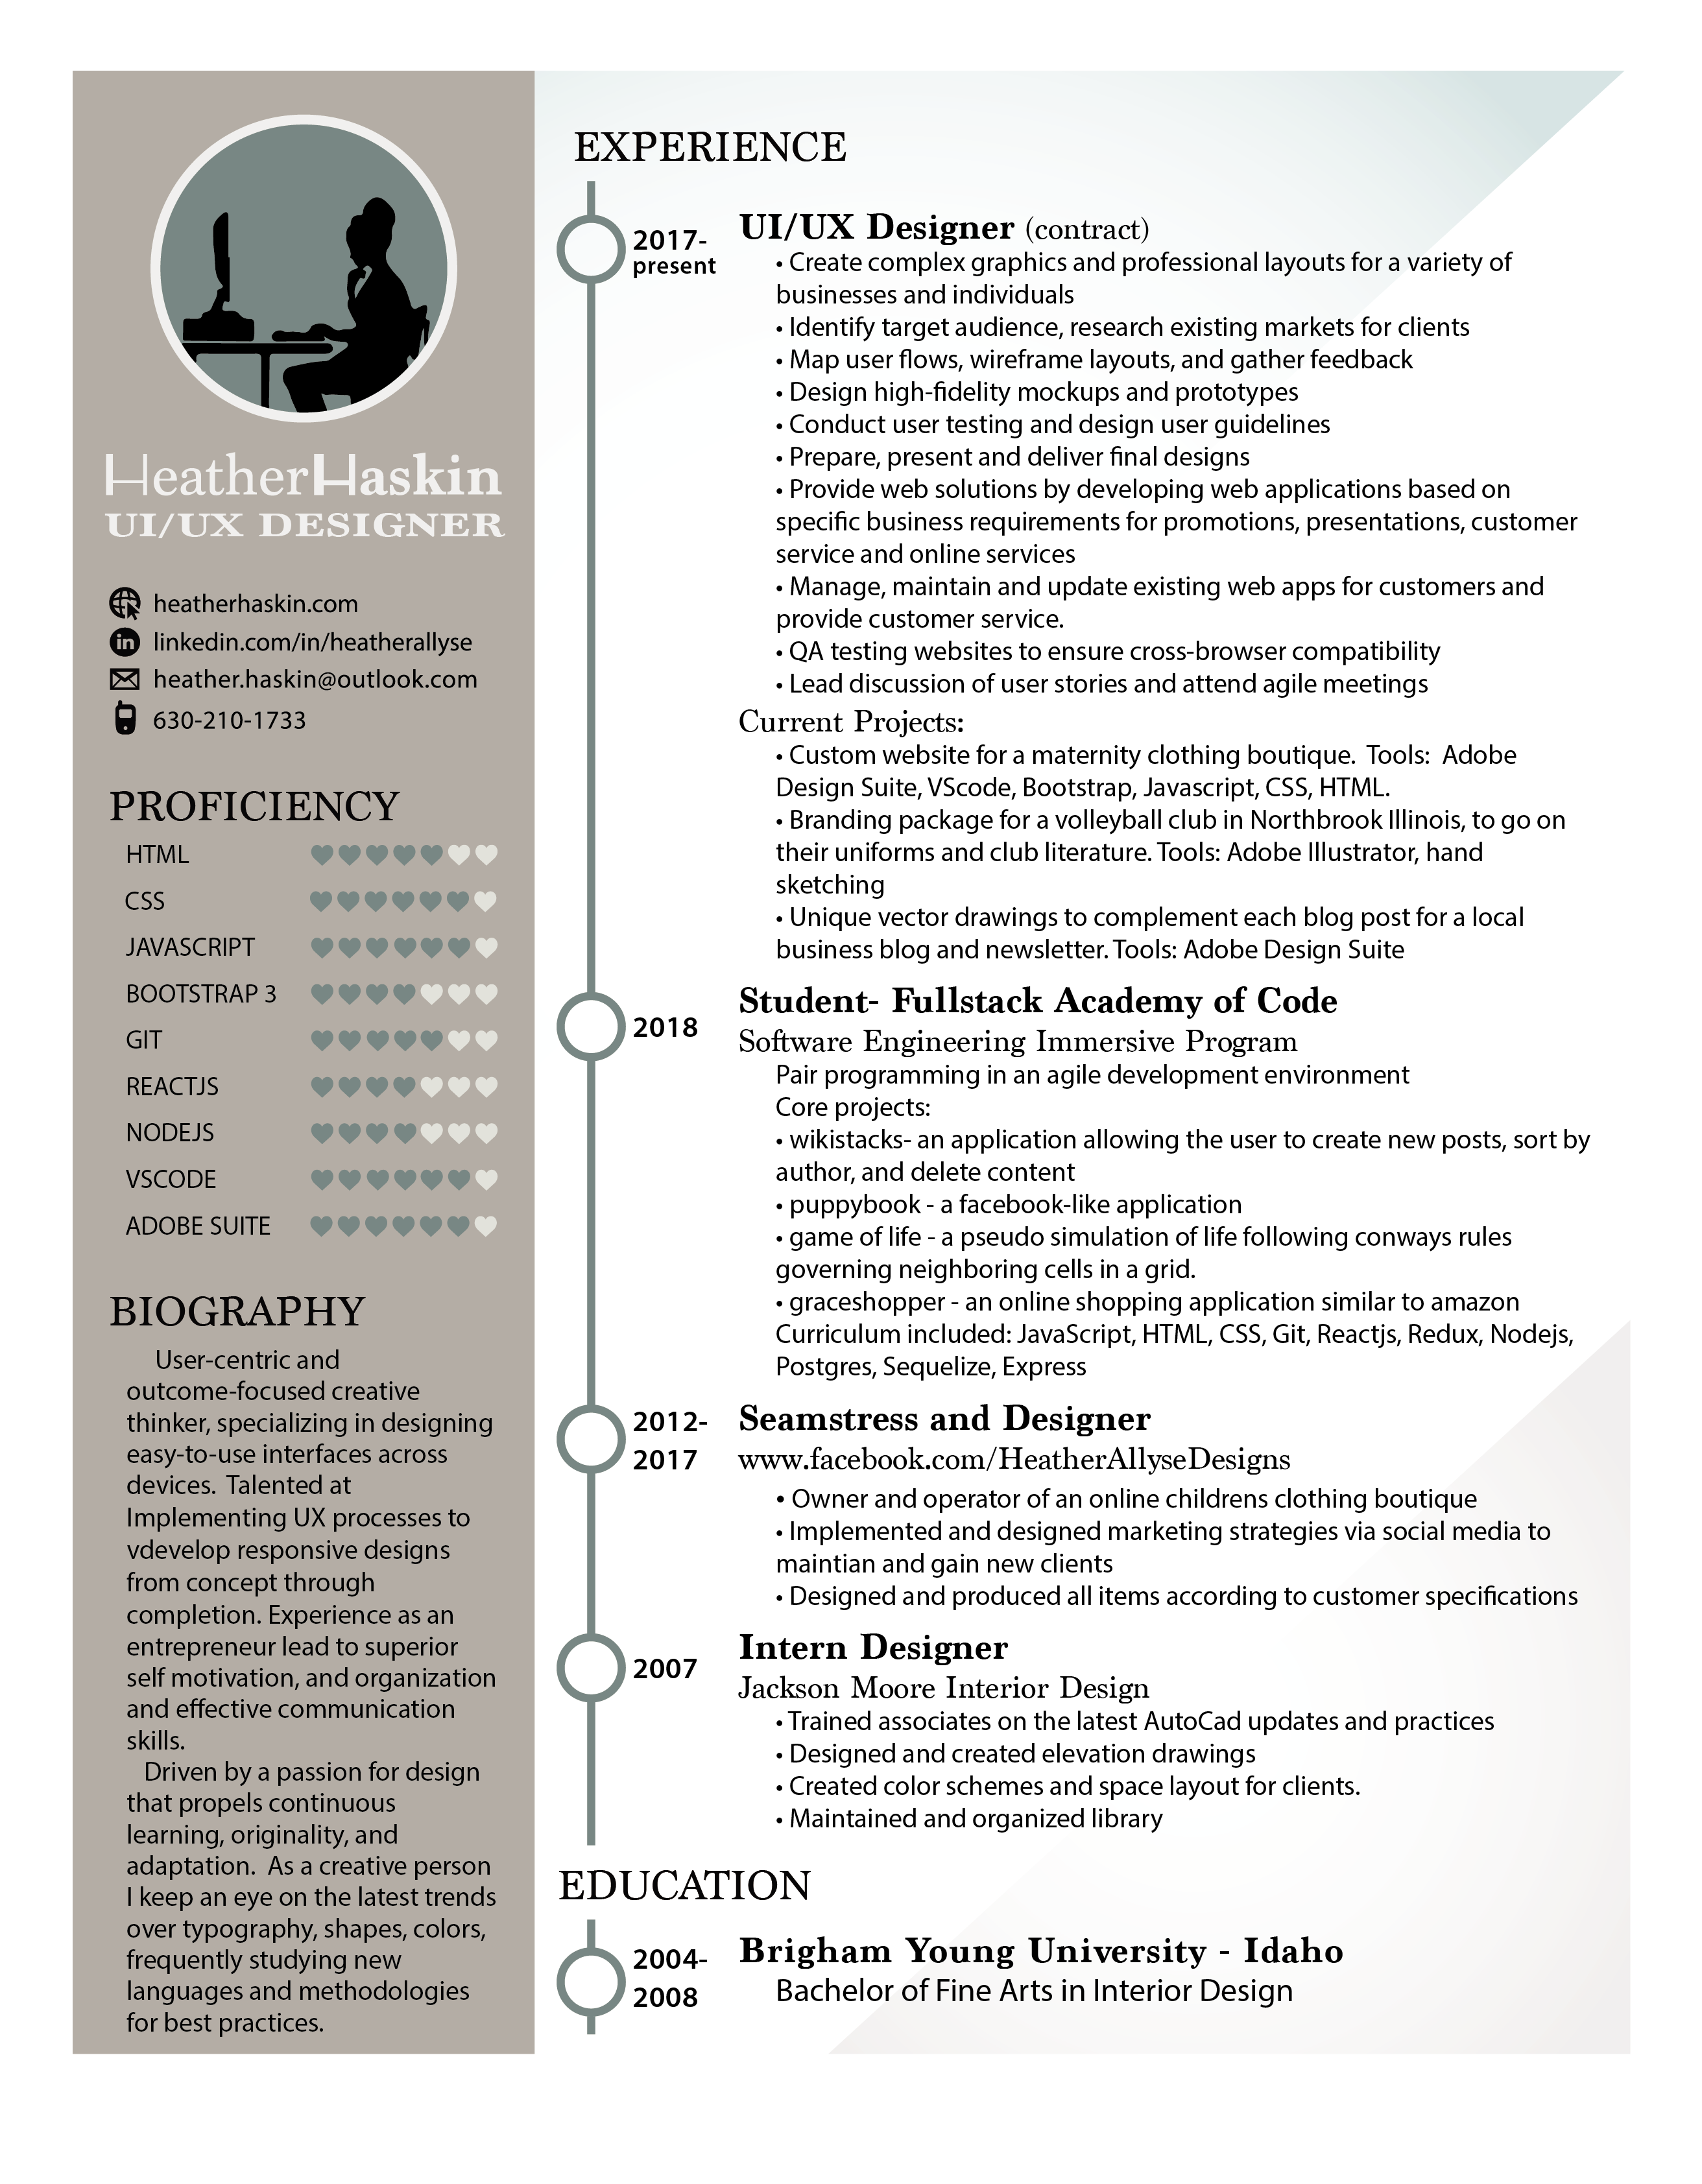 HeatherHaskin
UI/UX DESIGNER
heatherhaskin.com
linkedin.com/in/heatherallyse
heather.haskin@outlook.com
630-210-1733
PROFICIENCY
HTML
CSS
JAVASCRIPT
BOOTSTRAP 3
GIT
REACTJS
NODEJS
VSCODE
ADOBE SUITE
BIOGRAPHY
User-centric and
outcome-focused creative
thinker, specializing in designing
easy-to-use interfaces across
devices. Talented at
Implementing UX processes to
vdevelop responsive designs
from concept through
completion. Experience as an
entrepreneur lead to superior
self motivation, and organization
and effective communication
skills.
Driven by a passion for design
that propels continuous
learning, originality, and
adaptation. As a creative person
I keep an eye on the latest trends
over typography, shapes, colors,
frequently studying new
languages and methodologies
for best practices.
EXPERIENCE
2017-
present
UI/UX Designer (contract)
• Create complex graphics and professional layouts for a variety of
businesses and individuals
• Identify target audience, research existing markets for clients
• Map user flows, wireframe layouts, and gather feedback
• Design high-fidelity mockups and prototypes
• Conduct user testing and design user guidelines
• Prepare, present and deliver final designs
• Provide web solutions by developing web applications based on
specific business requirements for promotions, presentations, customer
service and online services
• Manage, maintain and update existing web apps for customers and
provide customer service.
• QA testing websites to ensure cross-browser compatibility
• Lead discussion of user stories and attend agile meetings
Current Projects:
• Custom website for a maternity clothing boutique. Tools: Adobe
Design Suite, VScode, Bootstrap, Javascript, CSS, HTML.
• Branding package for a volleyball club in Northbrook Illinois, to go on
their uniforms and club literature. Tools: Adobe Illustrator, hand
sketching
• Unique vector drawings to complement each blog post for a local
business blog and newsletter. Tools: Adobe Design Suite
2018
Student- Fullstack Academy of Code
Software Engineering Immersive Program
Pair programming in an agile development environment
Core projects:
• wikistacks- an application allowing the user to create new posts, sort by
author, and delete content
• puppybook - a facebook-like application
• game of life - a pseudo simulation of life following conways rules
governing neighboring cells in a grid.
• graceshopper - an online shopping application similar to amazon
Curriculum included: JavaScript, HTML, CSS, Git, Reactjs, Redux, Nodejs,
Postgres, Sequelize, Express
2012-
2017
Seamstress and Designer
www.facebook.com/HeatherAllyseDesigns
• Owner and operator of an online childrens clothing boutique
• Implemented and designed marketing strategies via social media to
maintian and gain new clients
• Designed and produced all items according to customer specifications
2007
Intern Designer
Jackson Moore Interior Design
• Trained associates on the latest AutoCad updates and practices
• Designed and created elevation drawings
• Created color schemes and space layout for clients.
• Maintained and organized library
EDUCATION
2004-
2008
Brigham Young University - Idaho
Bachelor of Fine Arts in Interior Design